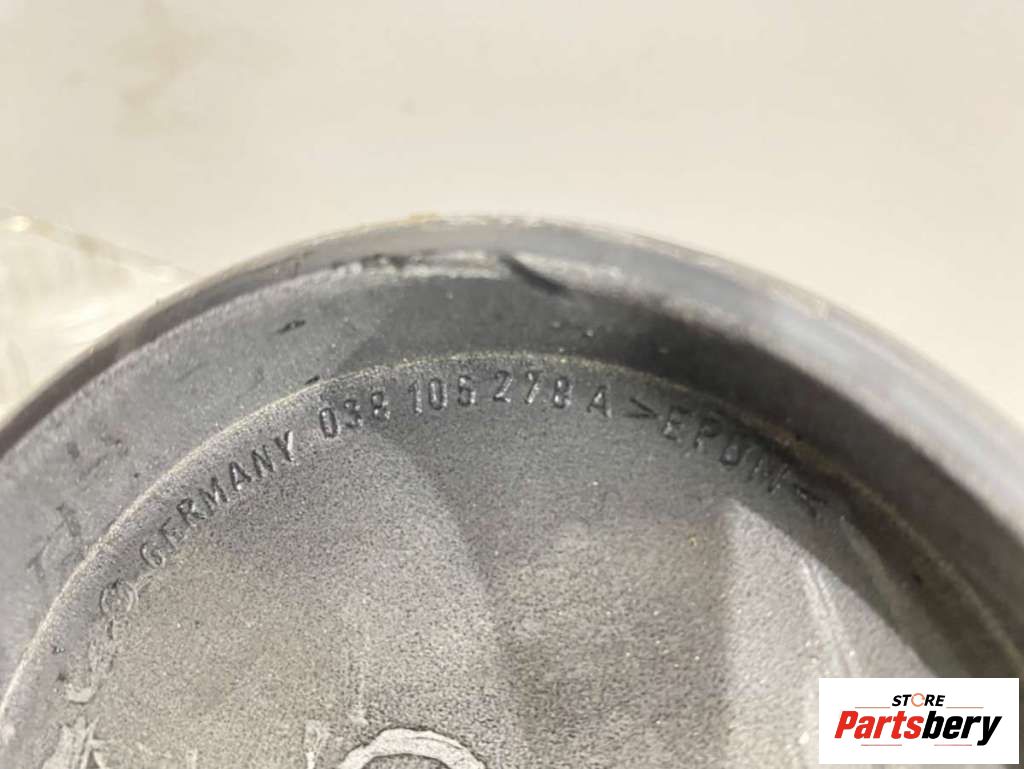 GERMANY 038 105 278 A >EPDM<
STORE
Partsbery